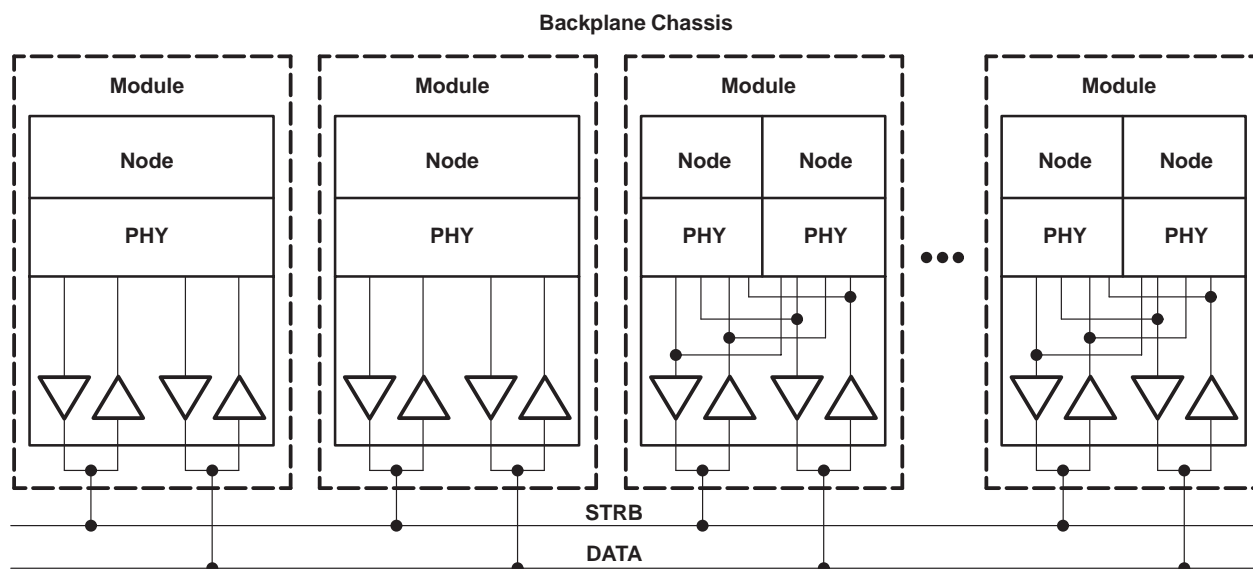 Backplane Chassis
Module Module Module Module
Node Node Node Node Node Node
PHY PHY PHY PHY PHY PHY
STRB
DATA